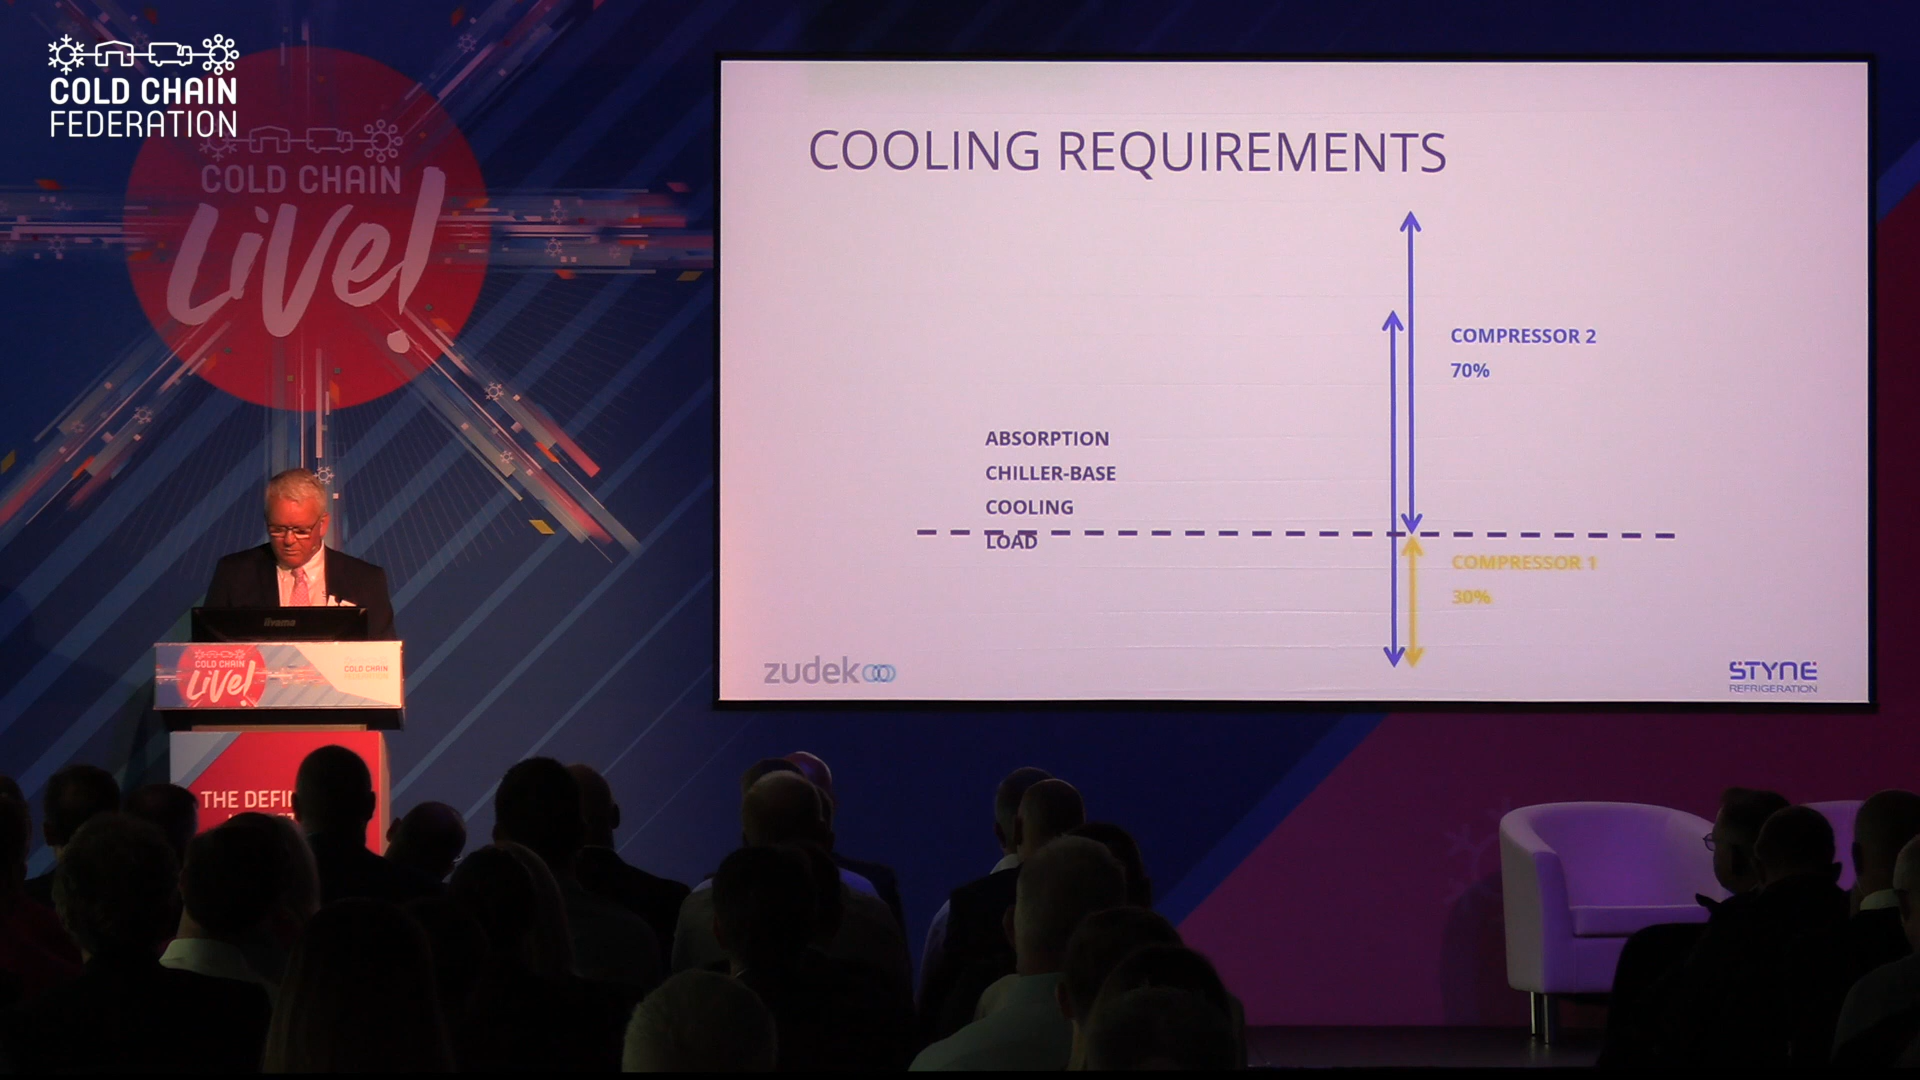 COLD CHAIN
FEDERATION
COLD CHAIN
LiVe!
COOLING REQUIREMENTS
COMPRESSOR 2
70%
ABSORPTION
CHILLER-BASE
COOLING
LOAD
COMPRESSOR 1
30%
zudek
STYNE
REFRIGERATION
iiyama
COLD CHAIN
LiVe!
COLD CHAIN
FEDERATION
THE DEFI